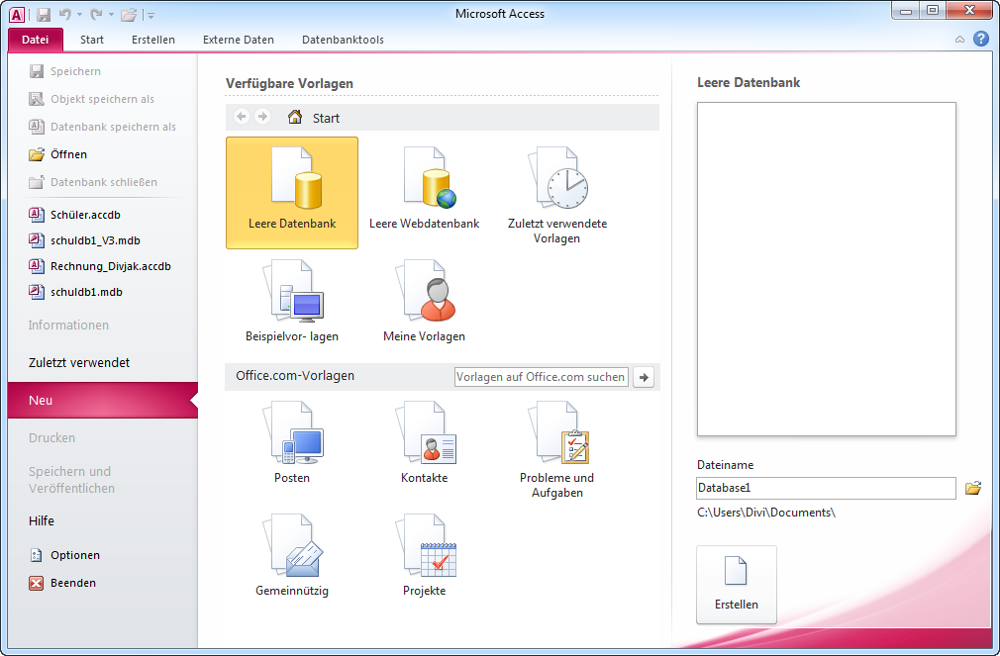 Microsoft Access
Datei
Start
Erstellen
Externe Daten
Datenbanktools
Speichern
Objekt speichern als
Datenbank speichern als
Öffnen
Datenbank schließen
Schüler.accdb
schuldb1_V3.mdb
Rechnung_Divjak.accdb
schuldb1.mdb
Informationen
Zuletzt verwendet
Neu
Drucken
Speichern und
Veröffentlichen
Hilfe
Optionen
Beenden
Verfügbare Vorlagen
Start
Leere Datenbank
Leere Webdatenbank
Zuletzt verwendete
Vorlagen
Beispielvor- lagen
Meine Vorlagen
Office.com-Vorlagen
Vorlagen auf Office.com suchen
Posten
Kontakte
Probleme und
Aufgaben
Gemeinnützig
Projekte
Leere Datenbank
Dateiname
Database1
C:\Users\Divi\Documents\
Erstellen